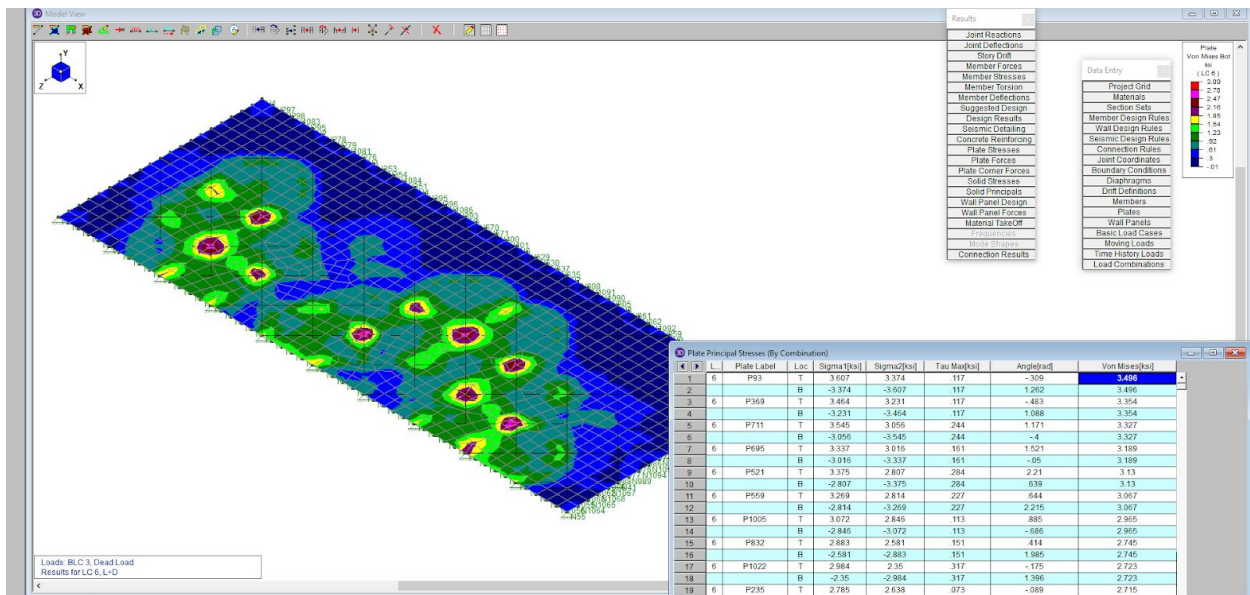 Model View
Y
Z X
Results
Joint Reactions
Joint Deflections
Story Drift
Member Forces
Member Stresses
Member Torsion
Member Deflections
Suggested Design
Design Results
Seismic Detailing
Concrete Reinforcing
Plate Stresses
Plate Forces
Plate Corner Forces
Solid Stresses
Solid Principals
Wall Panel Design
Wall Panel Forces
Material TakeOff
Frequencies
Mode Shapes
Connection Results
Data Entry
Project Grid
Materials
Section Sets
Member Design Rules
Wall Design Rules
Seismic Design Rules
Connection Rules
Joint Coordinates
Boundary Conditions
Diaphragms
Drift Definitions
Members
Plates
Wall Panels
Basic Load Cases
Moving Loads
Time History Loads
Load Combinations
Plate
Von Mises Bot
ksi
( LC 6 )
3.09
2.78
2.47
2.16
1.85
1.54
1.23
.92
.61
.3
-.01
Loads: BLC 3, Dead Load
Results for LC 6, L+D
Plate Principal Stresses (By Combination)
L... Plate Label Loc Sigma1[ksi] Sigma2[ksi] Tau Max[ksi] Angle[rad] Von Mises[ksi]
1 6 P93 T 3.607 3.374 .117 -.309 3.496
2 B -3.374 -3.607 .117 1.262 3.496
3 6 P369 T 3.464 3.231 .117 -.483 3.354
4 B -3.231 -3.464 .117 1.088 3.354
5 6 P711 T 3.545 3.056 .244 1.171 3.327
6 B -3.056 -3.545 .244 -.4 3.327
7 6 P695 T 3.337 3.016 .161 1.521 3.189
8 B -3.016 -3.337 .161 -.05 3.189
9 6 P521 T 3.375 2.807 .284 2.21 3.13
10 B -2.807 -3.375 .284 .639 3.13
11 6 P559 T 3.269 2.814 .227 .644 3.067
12 B -2.814 -3.269 .227 2.215 3.067
13 6 P1005 T 3.072 2.846 .113 .885 2.965
14 B -2.846 -3.072 .113 -.686 2.965
15 6 P832 T 2.883 2.581 .151 .414 2.745
16 B -2.581 -2.883 .151 1.985 2.745
17 6 P1022 T 2.984 2.35 .317 -.175 2.723
18 B -2.35 -2.984 .317 1.396 2.723
19 6 P235 T 2.785 2.638 .073 -.089 2.715